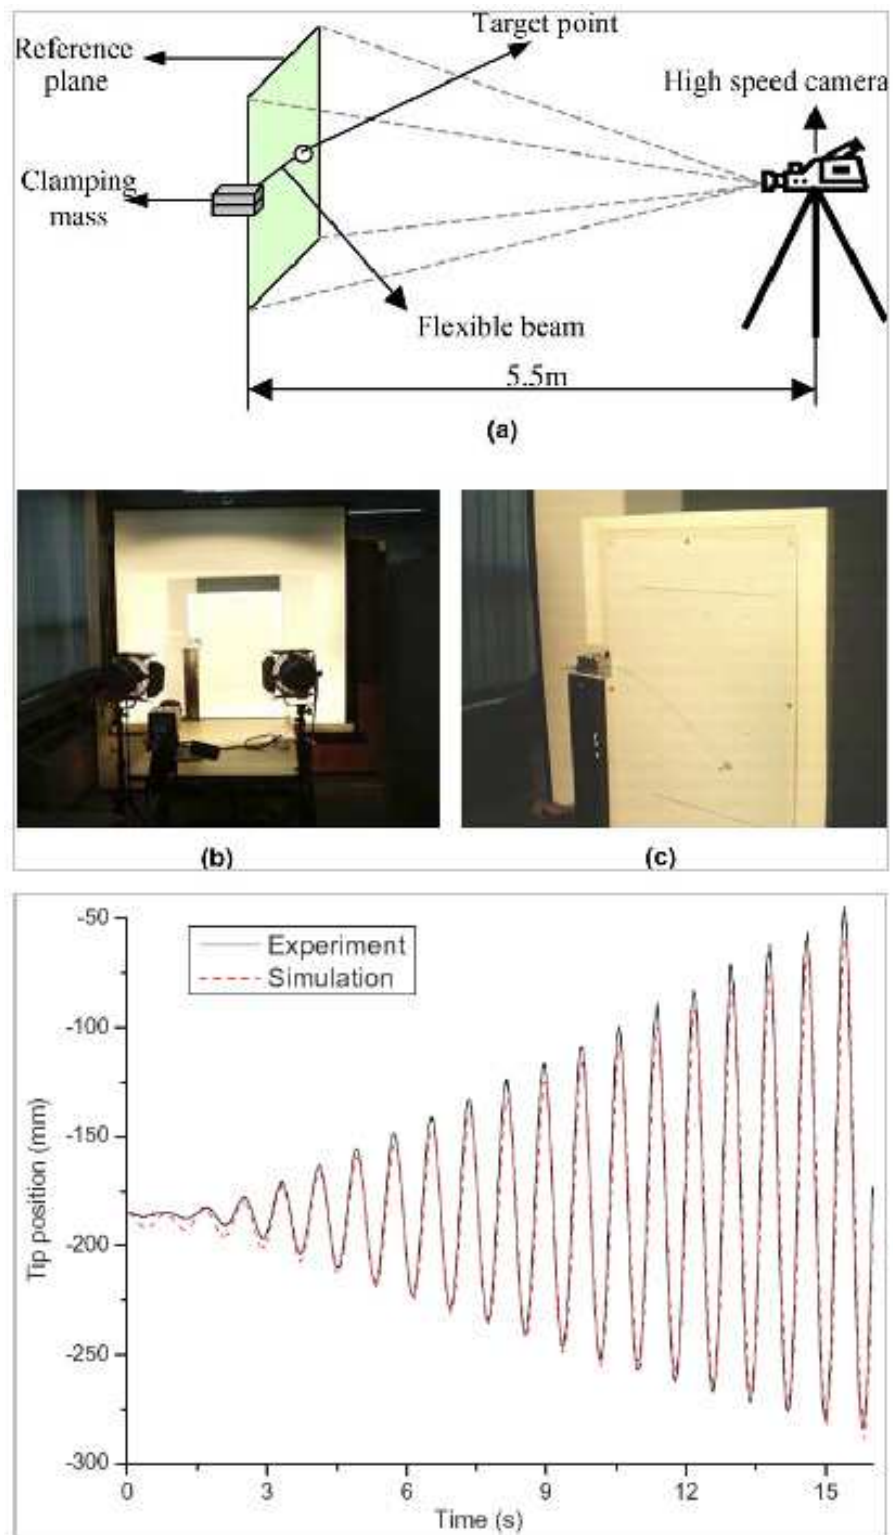 Target point
Reference
plane
High speed camera
Clamping
mass
Flexible beam
5.5m
(a)
(b)
(c)
-50
Experiment
Simulation
-100
-150
Tip position (mm)
-200
-250
-300
0
3
6
9
12
15
Time (s)